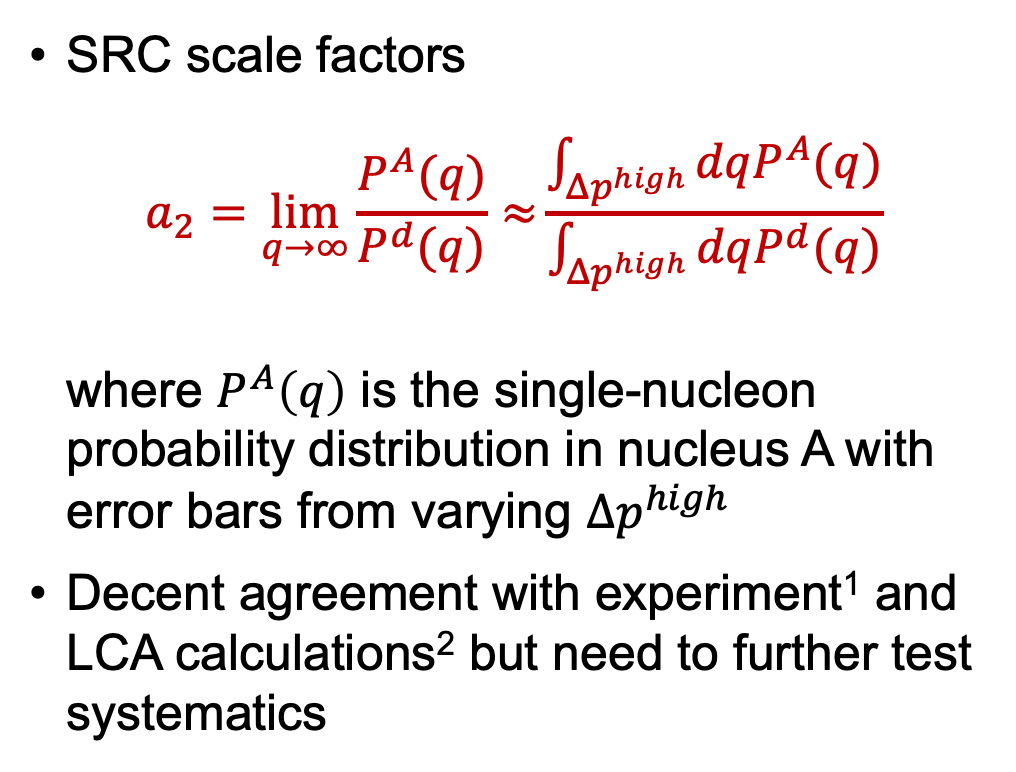 • SRC scale factors
a₂ = lim_{q→∞} P^A(q) / P^d(q) ≈ ∫_{Δp^{high}} dqP^A(q) / ∫_{Δp^{high}} dqP^d(q)
where P^A(q) is the single-nucleon
probability distribution in nucleus A with
error bars from varying Δp^{high}
• Decent agreement with experiment¹ and
LCA calculations² but need to further test
systematics